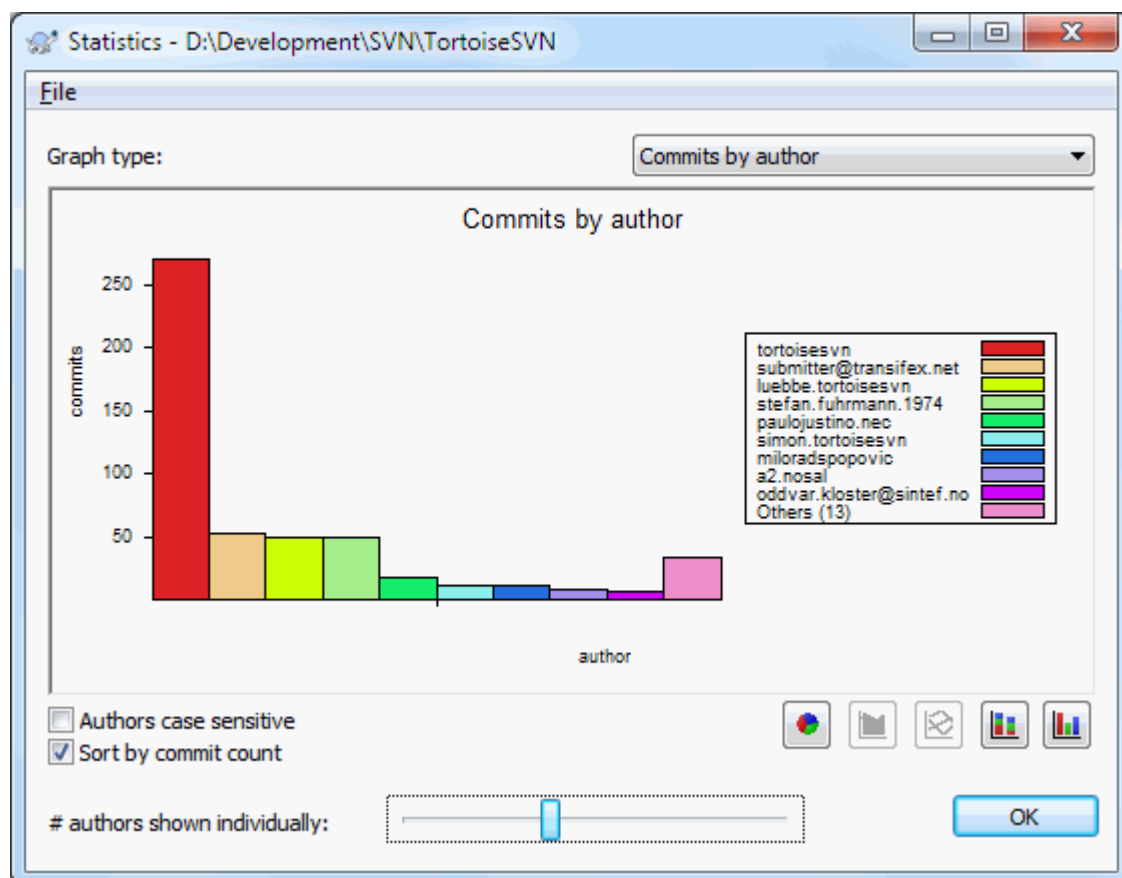 Statistics - D:\Development\SVN\TortoiseSVN
File
Graph type:
Commits by author
Commits by author
250
200
150
100
50
commits
author
tortoisesvn
submitter@transifex.net
luebbe.tortoisesvn
stefan.fuhrmann.1974
paulojustino.nec
simon.tortoisesvn
miloradspopovic
a2.nosal
oddvar.kloster@sintef.no
Others (13)
Authors case sensitive
Sort by commit count
# authors shown individually:
OK